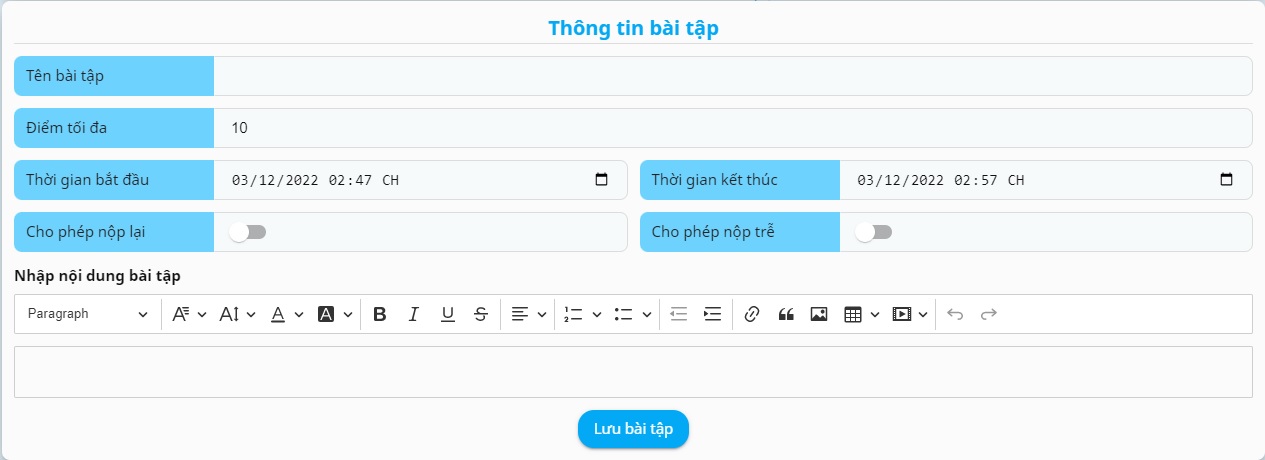 Thông tin bài tập
Tên bài tập
Điểm tối đa 10
Thời gian bắt đầu 03/12/2022 02:47 CH Thời gian kết thúc 03/12/2022 02:57 CH
Cho phép nộp lại Cho phép nộp trễ
Nhập nội dung bài tập
Paragraph A A A A B I U S
Lưu bài tập